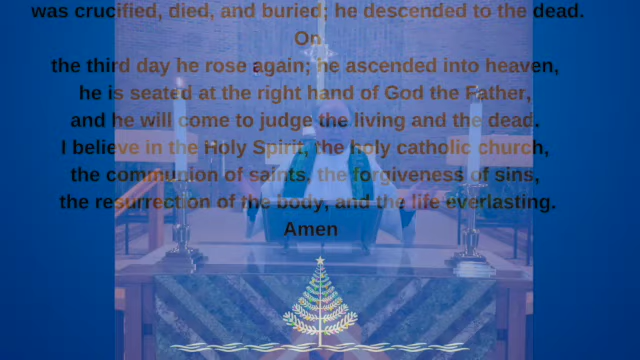 was crucified, died, and buried; he descended to the dead.
On
the third day he rose again; he ascended into heaven,
he is seated at the right hand of God the Father,
and he will come to judge the living and the dead.
I believe in the Holy Spirit, the holy catholic church,
the communion of saints, the forgiveness of sins,
the resurrection of the body, and the life everlasting.
Amen